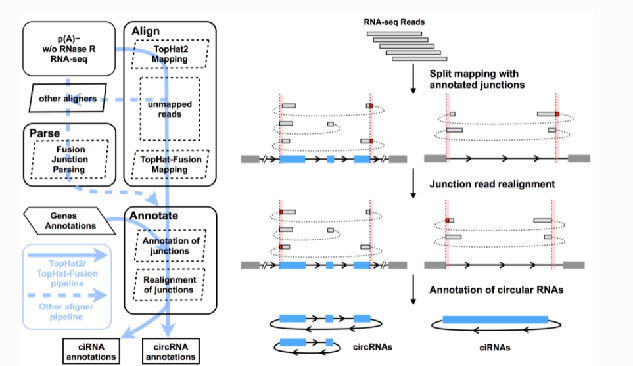 p(A)−
w/o RNase R
RNA-seq
other aligners
Parse
Fusion
Junction
Parsing
Align
TopHat2
Mapping
unmapped
reads
TopHat-Fusion
Mapping
Genes
Annotations
Annotate
Annotation of
junctions
Realignment
of junctions
TopHat2/
TopHat-Fusion
pipeline
Other aligner
pipeline
ciRNA
annotations
circRNA
annotations
RNA-seq Reads
Split mapping with
annotated junctions
Junction read realignment
Annotation of circular RNAs
circRNAs
ciRNAs